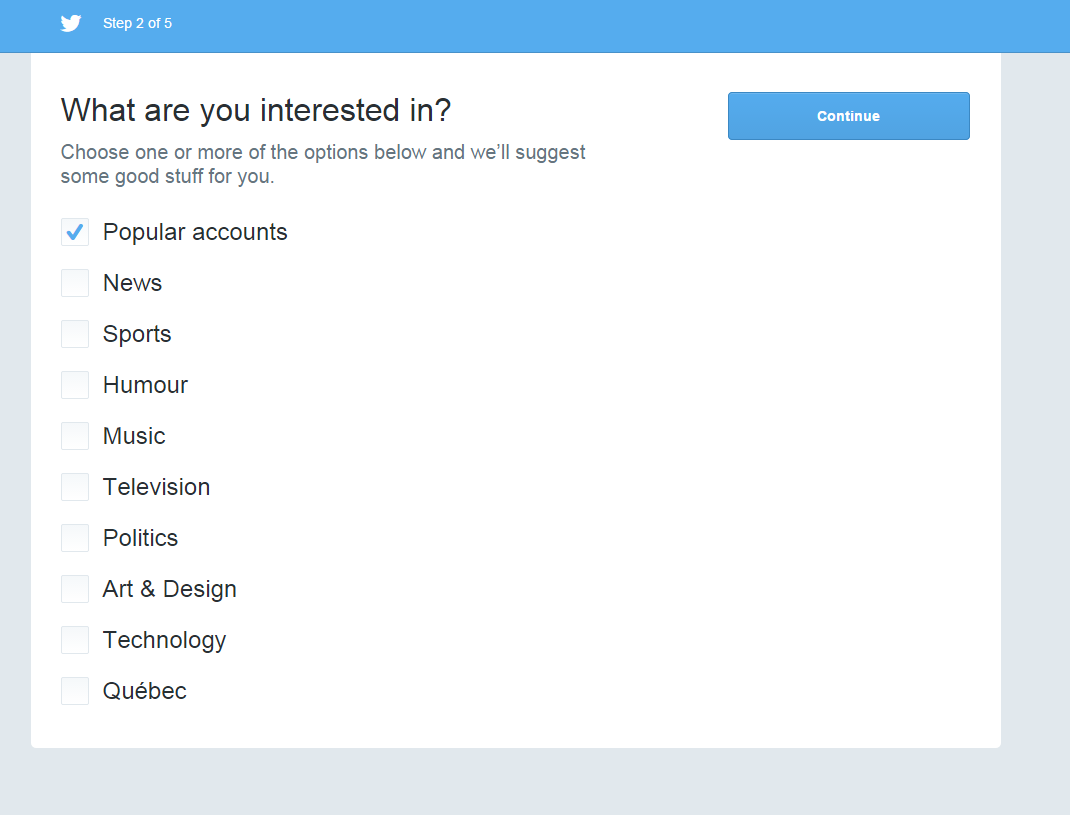 Step 2 of 5
What are you interested in?
Continue
Choose one or more of the options below and we’ll suggest
some good stuff for you.
Popular accounts
News
Sports
Humour
Music
Television
Politics
Art & Design
Technology
Québec